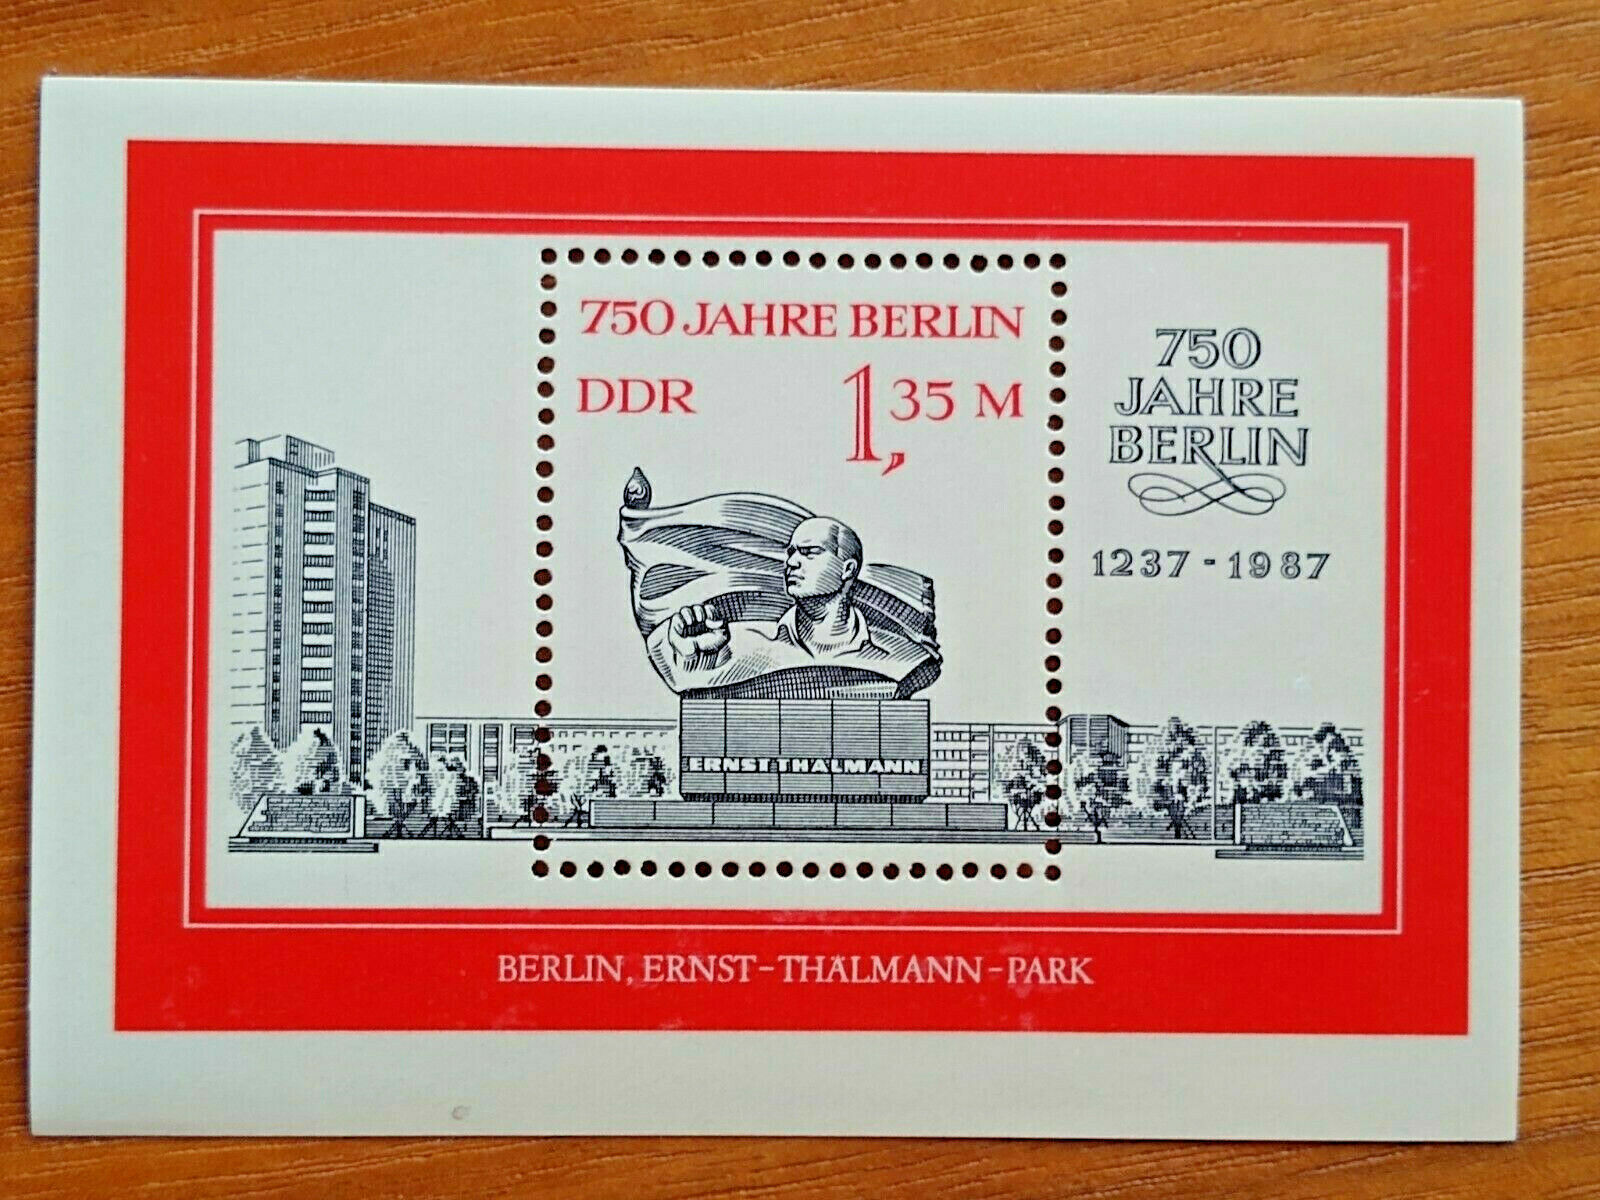 750 JAHRE BERLIN
DDR 1,35 M
750
JAHRE
BERLIN
1237 - 1987
ERNST THÄLMANN
BERLIN, ERNST-THÄLMANN-PARK